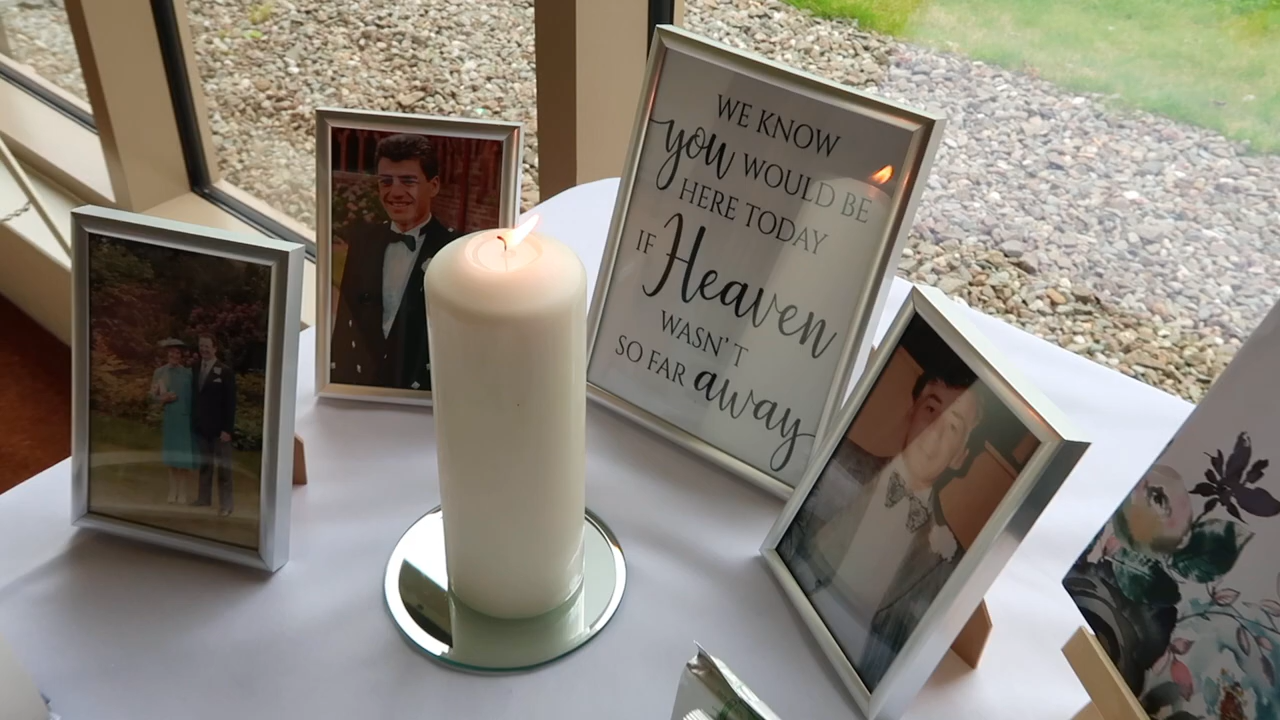 WE KNOW
you WOULD BE
HERE TODAY
IF Heaven
WASN'T
SO FAR away